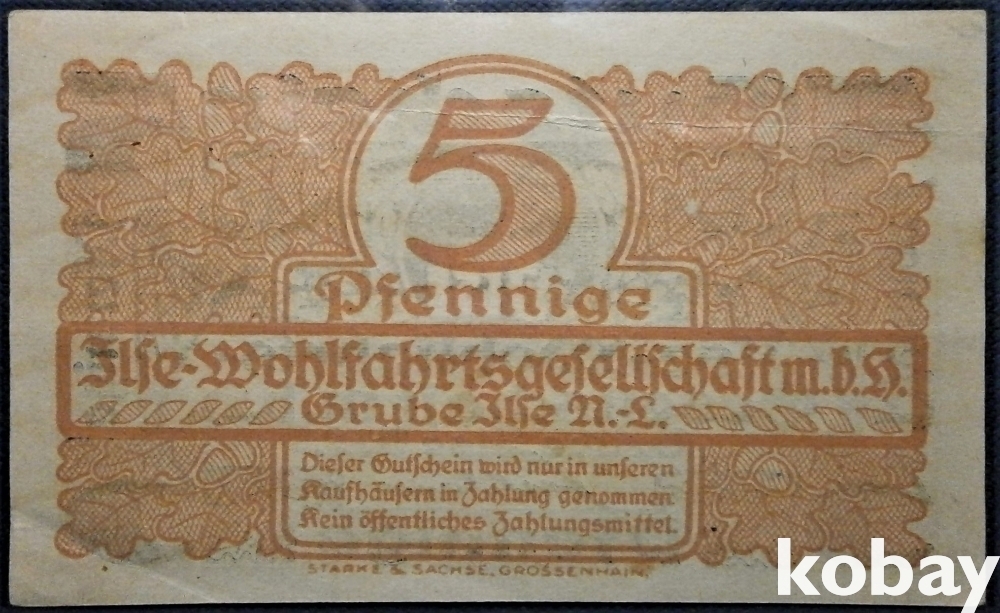 5
Pfennige
Ilse-Wohlfahrtsgesellschaft m.b.H.
Grube Ilse N.-L.
Dieser Gutschein wird nur in unseren
Kaufhäusern in Zahlung genommen
Kein öffentliches Zahlungsmittel.
STARKE & SACHSE, GROSSENHAIN.
kobay